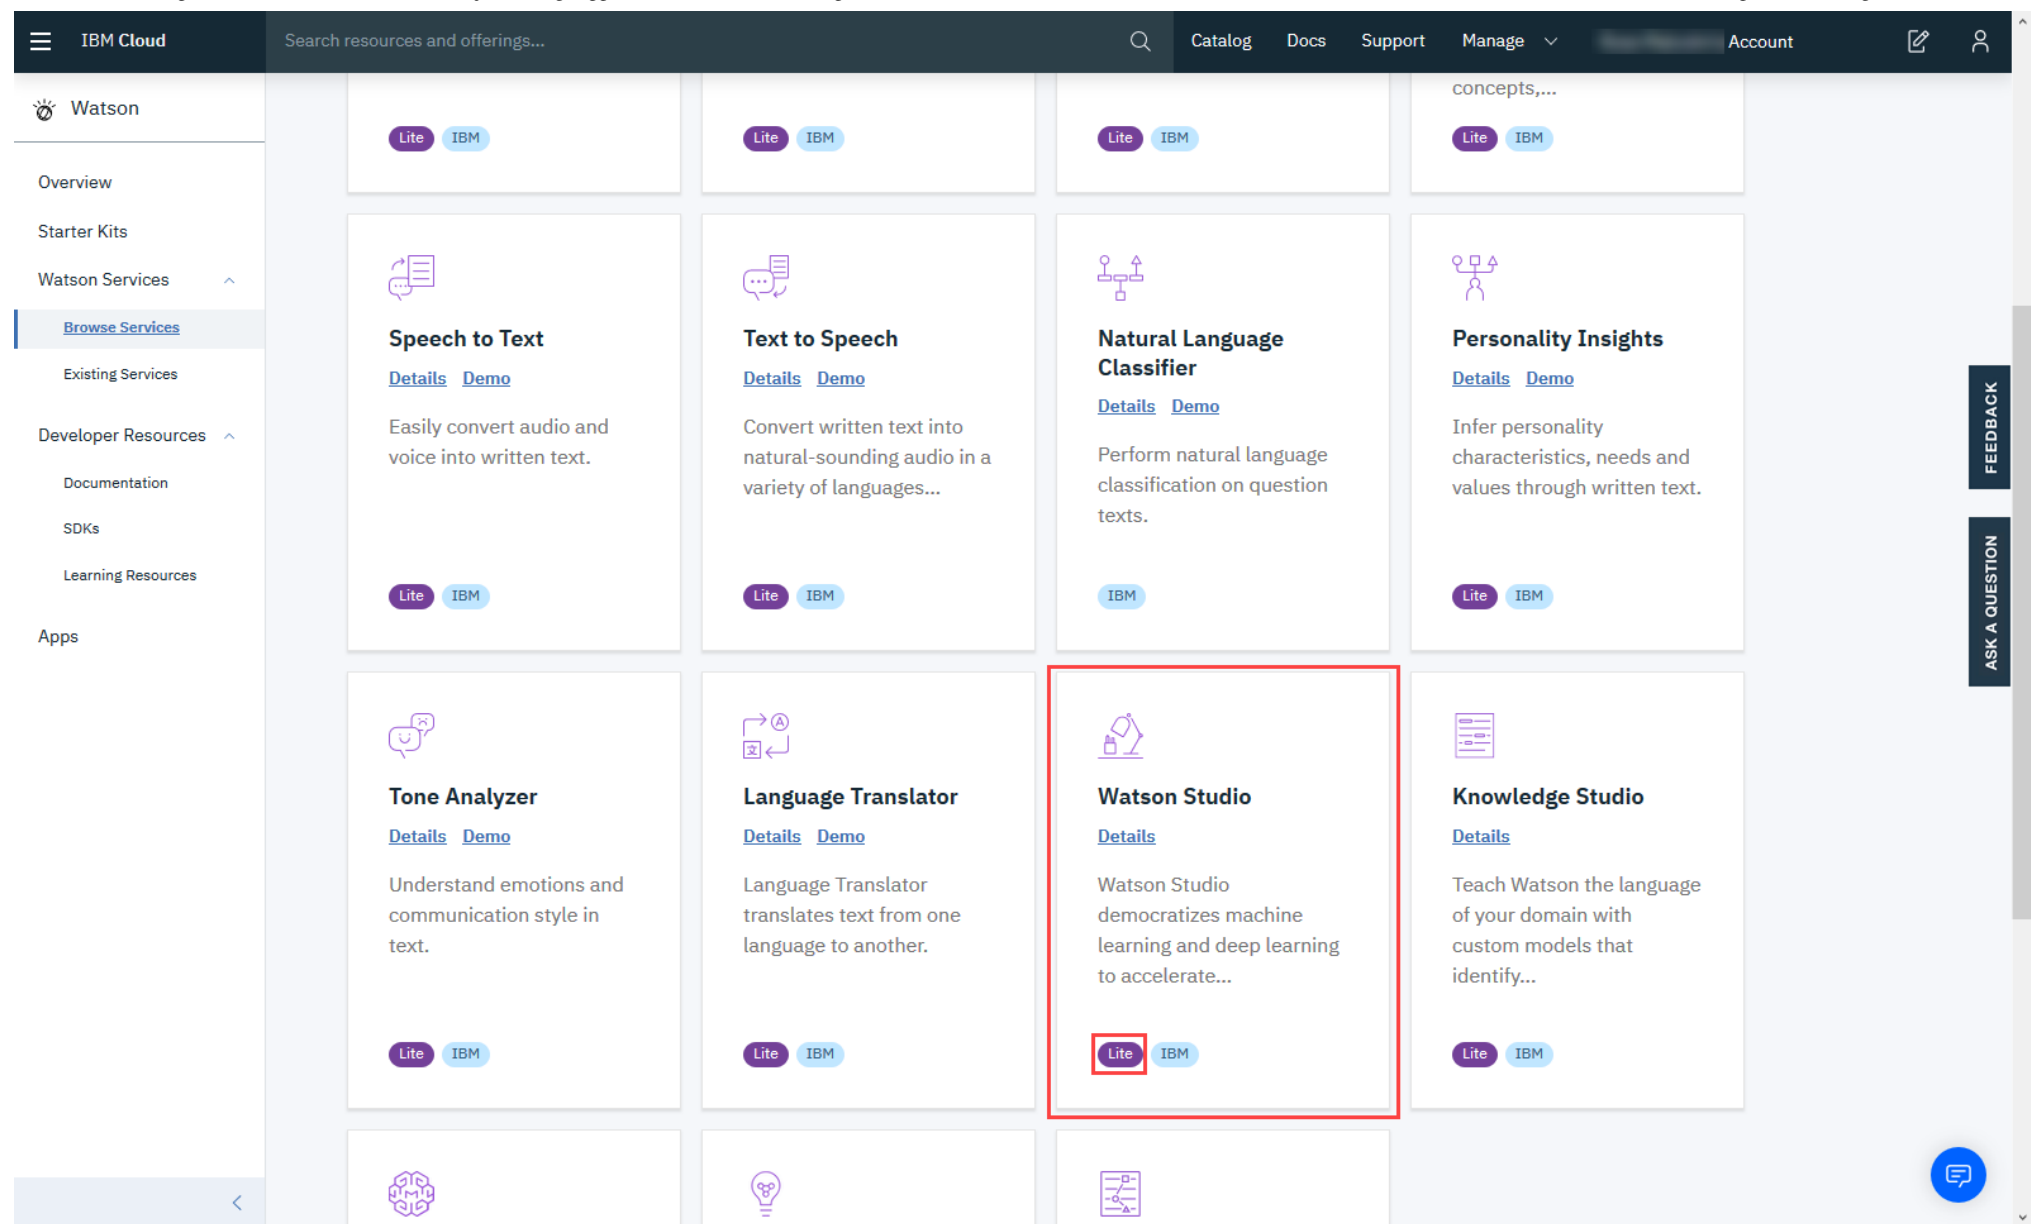 IBM Cloud
Search resources and offerings...
Catalog Docs Support Manage Account
Watson
Overview
Starter Kits
Watson Services
Browse Services
Existing Services
Developer Resources
Documentation
SDKs
Learning Resources
Apps
concepts,...
Lite IBM
Lite IBM
Lite IBM
Lite IBM
Speech to Text
Details Demo
Easily convert audio and
voice into written text.
Lite IBM
Text to Speech
Details Demo
Convert written text into
natural-sounding audio in a
variety of languages...
Lite IBM
Natural Language
Classifier
Details Demo
Perform natural language
classification on question
texts.
IBM
Personality Insights
Details Demo
Infer personality
characteristics, needs and
values through written text.
Lite IBM
Tone Analyzer
Details Demo
Understand emotions and
communication style in
text.
Lite IBM
Language Translator
Details Demo
Language Translator
translates text from one
language to another.
Lite IBM
Watson Studio
Details
Watson Studio
democratizes machine
learning and deep learning
to accelerate...
Lite IBM
Knowledge Studio
Details
Teach Watson the language
of your domain with
custom models that
identify...
Lite IBM
FEEDBACK
ASK A QUESTION